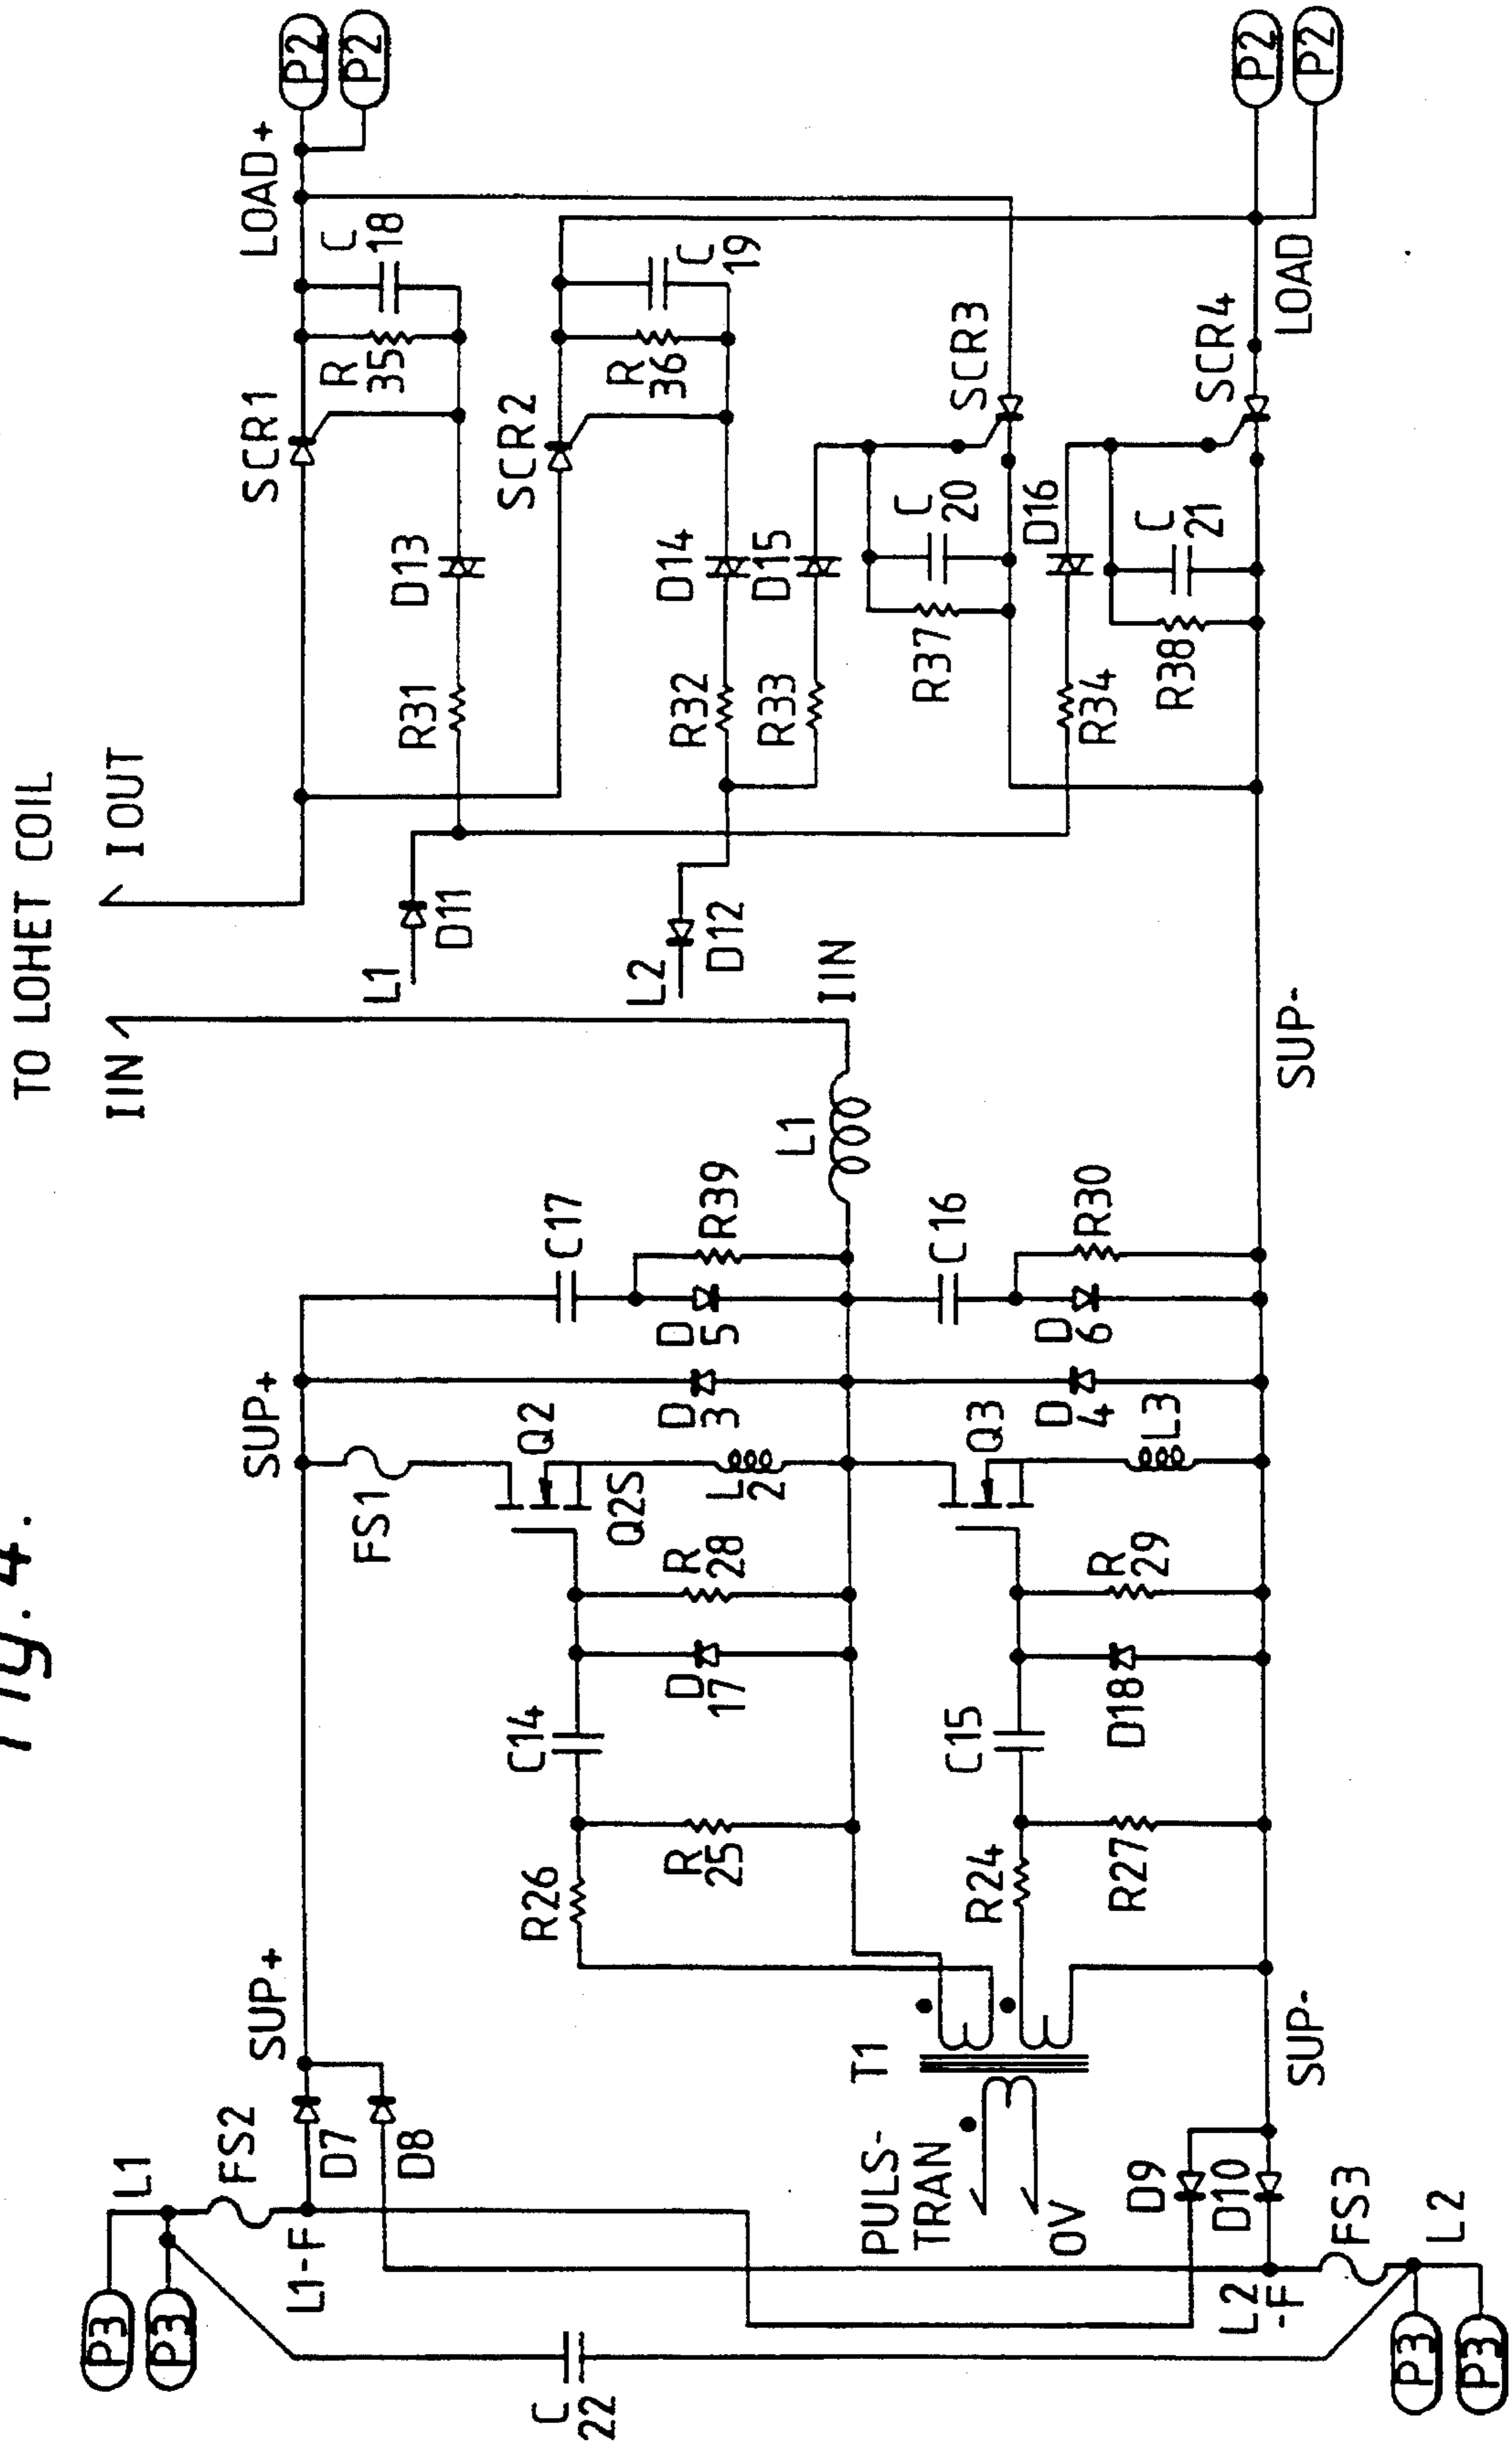 Fig. 4.
TO LOHET COIL
IIN
I OUT
P3
P3
L1
FS2
L1-F
D7
D8
SUP+
SUP+
C
22
PULS-
TRAN
0V
T1
D9
D10
L2
-F
FS3
L2
P3
P3
SUP-
R26
R
25
C14
D
17
R
28
FS1
Q2
Q2S
L
2
R24
R27
C15
D18
R
29
Q3
L3
D
3
D
4
C17
D
5
R39
C16
D
6
R30
L1
IIN
SUP-
L1
D11
L2
D12
R31
D13
SCR1
R
35
C
18
LOAD+
P2
P2
R32
D14
SCR2
R
36
C
19
R33
D15
R37
C
20
SCR3
R34
D16
R38
C
21
SCR4
LOAD
P2
P2